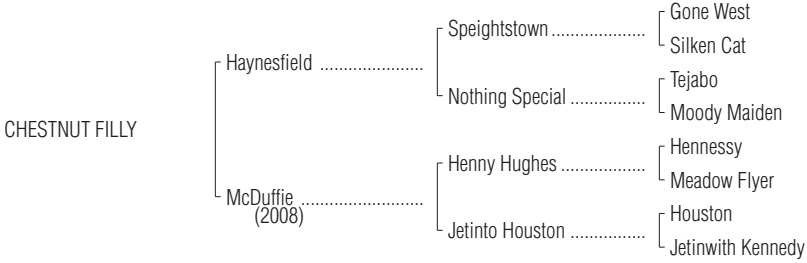 Gone West
Speightstown ....................
Silken Cat
Haynesfield ......................
Tejabo
Nothing Special ................
Moody Maiden
CHESTNUT FILLY
Hennessy
Henny Hughes ..................
Meadow Flyer
McDuffie ..........................
(2008)
Houston
Jetinto Houston ................
Jetinwith Kennedy